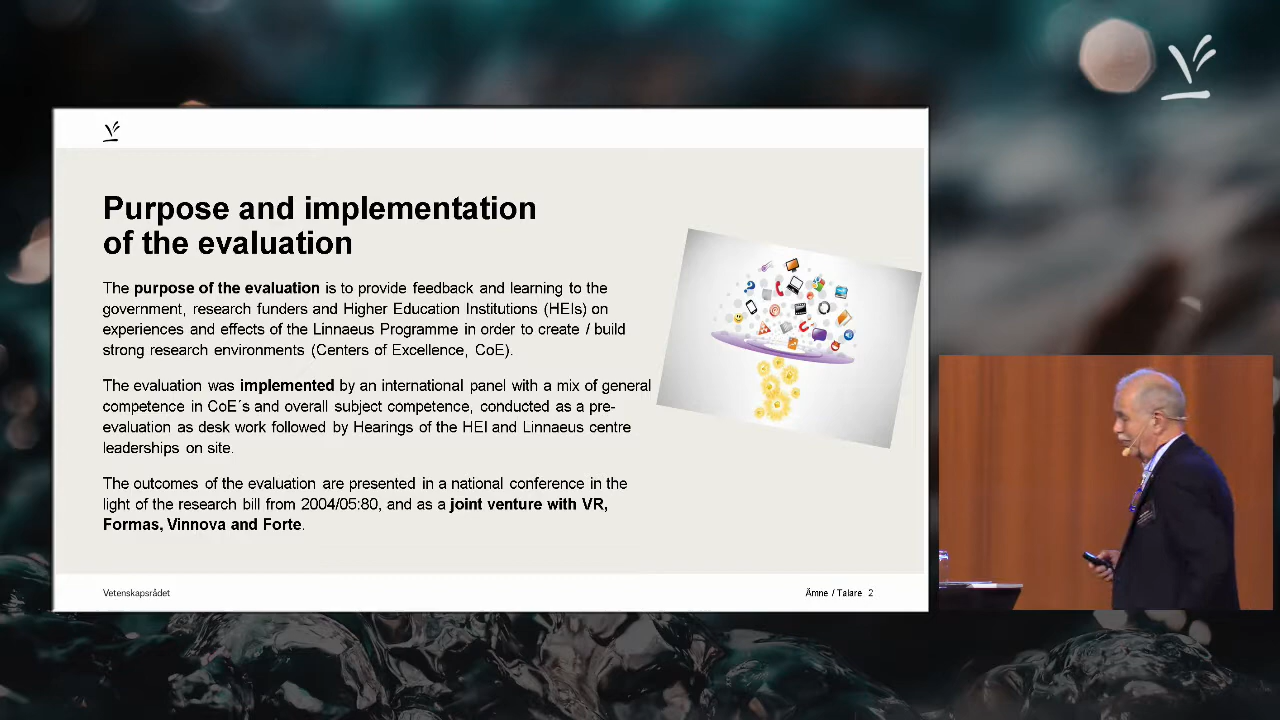 Purpose and implementation
of the evaluation
The purpose of the evaluation is to provide feedback and learning to the
government, research funders and Higher Education Institutions (HEIs) on
experiences and effects of the Linnaeus Programme in order to create / build
strong research environments (Centers of Excellence, CoE).
The evaluation was implemented by an international panel with a mix of general
competence in CoE´s and overall subject competence, conducted as a pre-
evaluation as desk work followed by Hearings of the HEI and Linnaeus centre
leaderships on site.
The outcomes of the evaluation are presented in a national conference in the
light of the research bill from 2004/05:80, and as a joint venture with VR,
Formas, Vinnova and Forte.
Vetenskapsrådet
Ämne / Talare 2